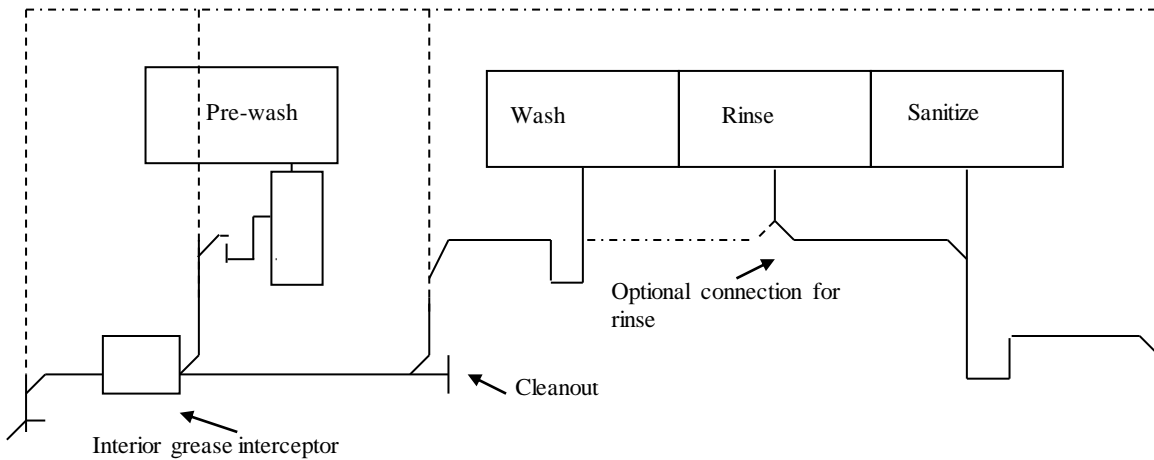 Pre-wash
Wash
Rinse
Sanitize
Optional connection for
rinse
Cleanout
Interior grease interceptor